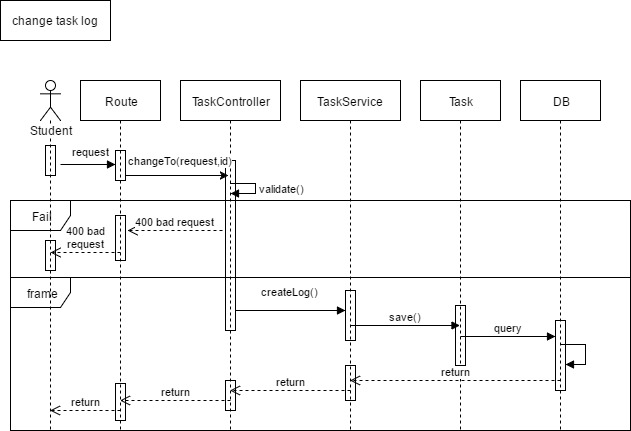 change task log
Student
Route
TaskController
TaskService
Task
DB
request
changeTo(request,id)
validate()
Fail
400 bad request
400 bad
request
frame
createLog()
save()
query
return
return
return
return